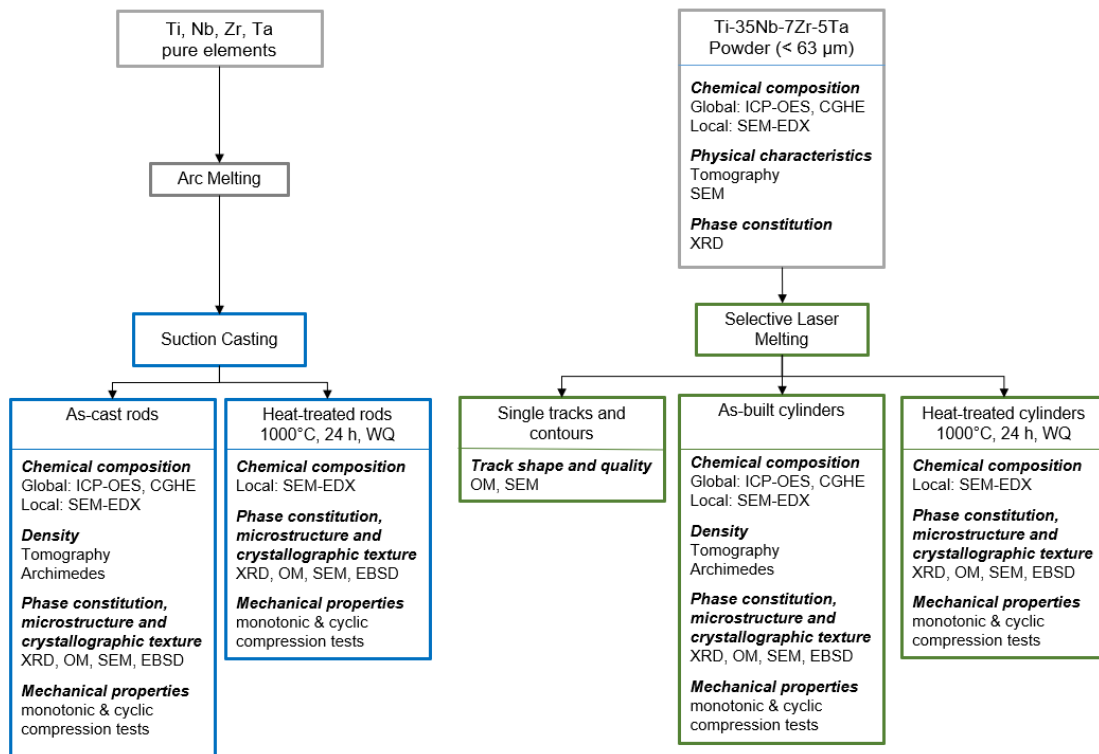 Ti, Nb, Zr, Ta
pure elements
Arc Melting
Suction Casting
As-cast rods
Chemical composition
Global: ICP-OES, CGHE
Local: SEM-EDX
Density
Tomography
Archimedes
Phase constitution,
microstructure and
crystallographic texture
XRD, OM, SEM, EBSD
Mechanical properties
monotonic & cyclic
compression tests
Heat-treated rods
1000°C, 24 h, WQ
Chemical composition
Local: SEM-EDX
Phase constitution,
microstructure and
crystallographic texture
XRD, OM, SEM, EBSD
Mechanical properties
monotonic & cyclic
compression tests
Ti-35Nb-7Zr-5Ta
Powder (< 63 µm)
Chemical composition
Global: ICP-OES, CGHE
Local: SEM-EDX
Physical characteristics
Tomography
SEM
Phase constitution
XRD
Selective Laser
Melting
Single tracks and
contours
Track shape and quality
OM, SEM
As-built cylinders
Chemical composition
Global: ICP-OES, CGHE
Local: SEM-EDX
Density
Tomography
Archimedes
Phase constitution,
microstructure and
crystallographic texture
XRD, OM, SEM, EBSD
Mechanical properties
monotonic & cyclic
compression tests
Heat-treated cylinders
1000°C, 24 h, WQ
Chemical composition
Local: SEM-EDX
Phase constitution,
microstructure and
crystallographic texture
XRD, OM, SEM, EBSD
Mechanical properties
monotonic & cyclic
compression tests